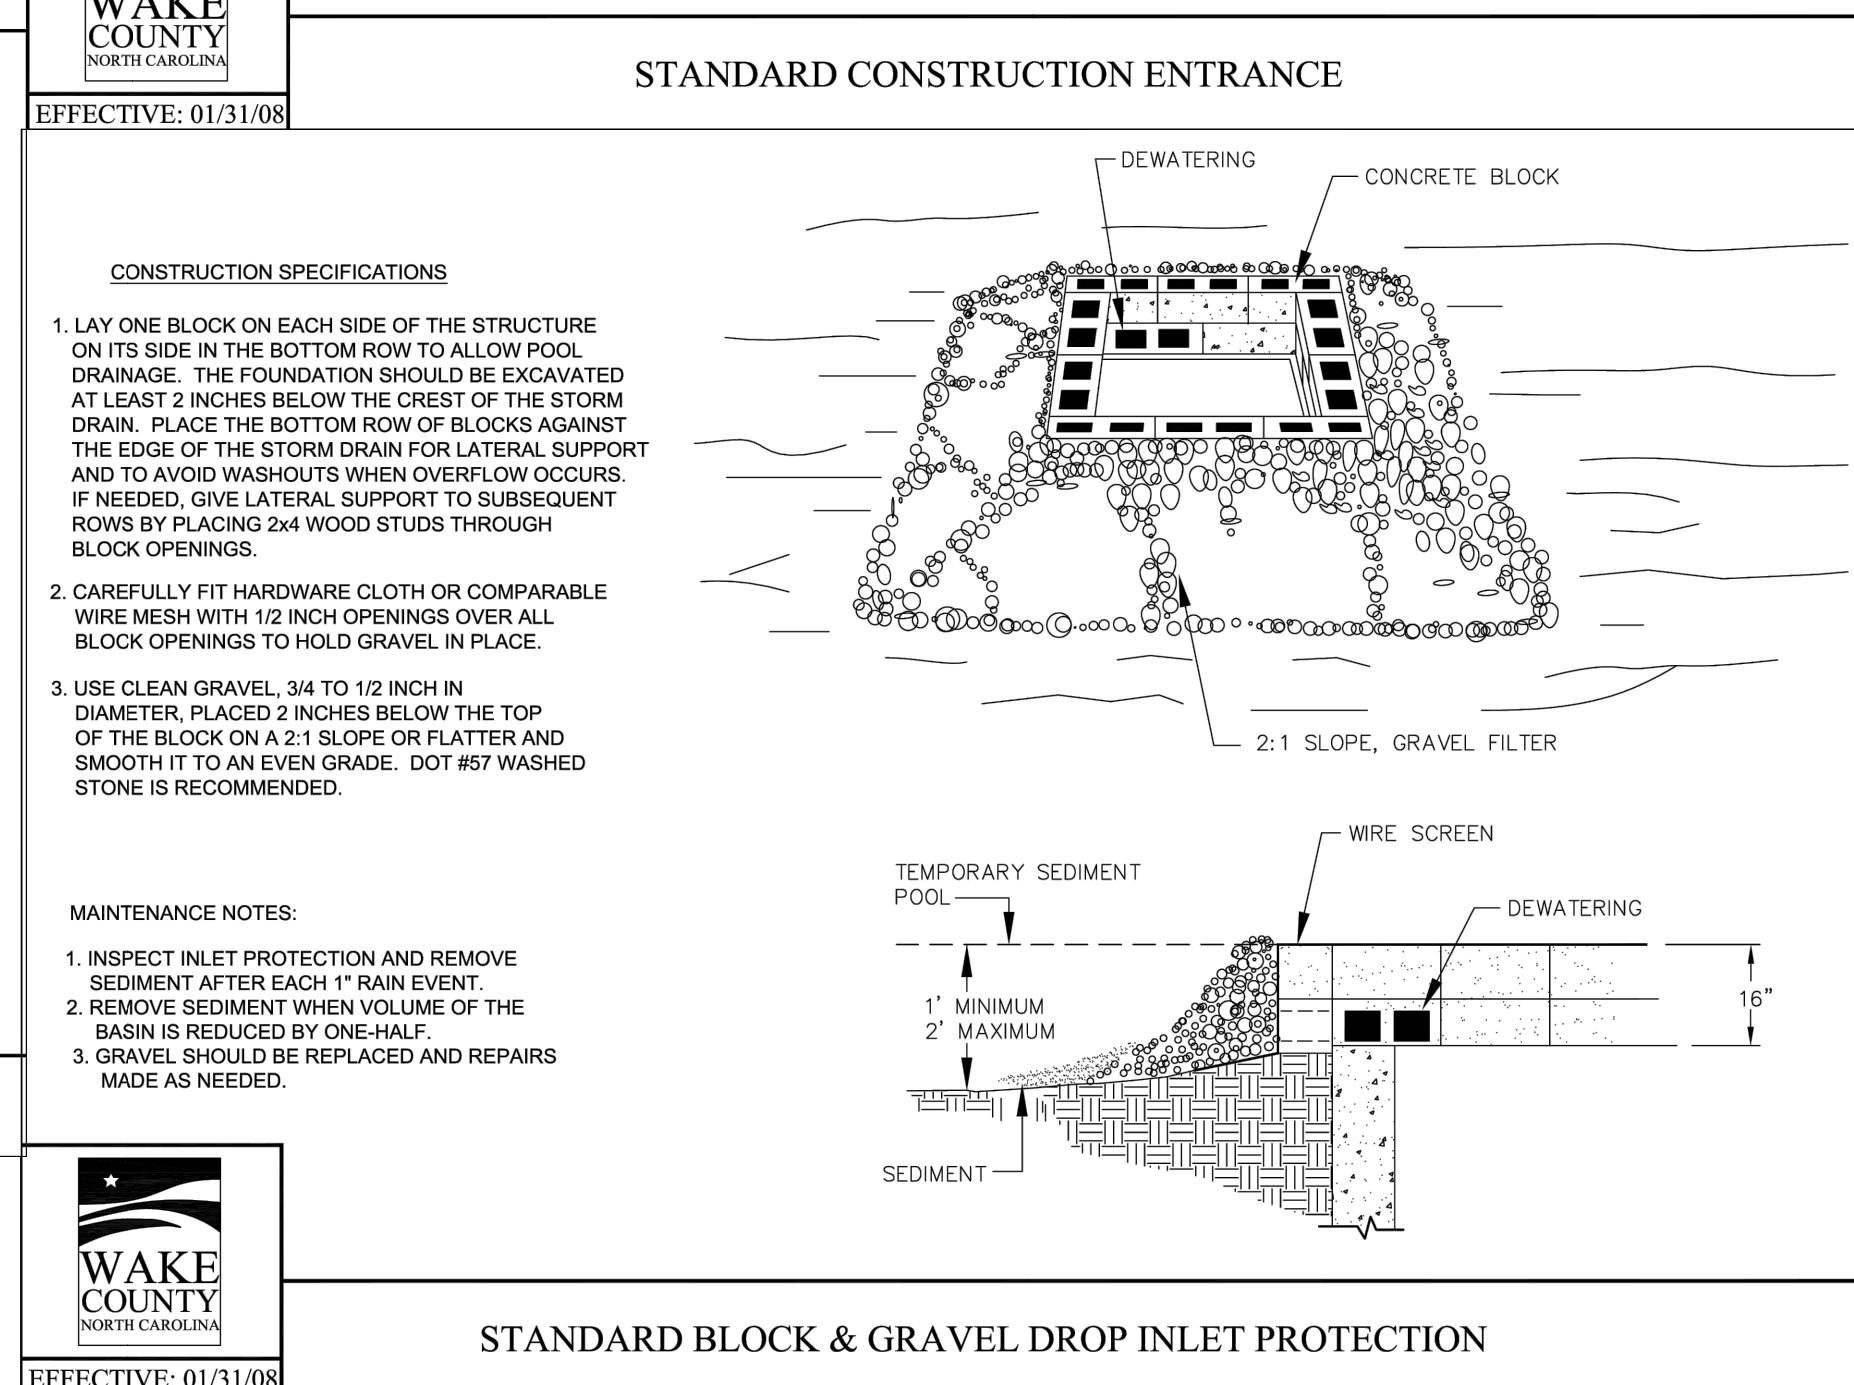 WAKE
COUNTY
NORTH CAROLINA
EFFECTIVE: 01/31/08
STANDARD CONSTRUCTION ENTRANCE
CONSTRUCTION SPECIFICATIONS
1. LAY ONE BLOCK ON EACH SIDE OF THE STRUCTURE
ON ITS SIDE IN THE BOTTOM ROW TO ALLOW POOL
DRAINAGE. THE FOUNDATION SHOULD BE EXCAVATED
AT LEAST 2 INCHES BELOW THE CREST OF THE STORM
DRAIN. PLACE THE BOTTOM ROW OF BLOCKS AGAINST
THE EDGE OF THE STORM DRAIN FOR LATERAL SUPPORT
AND TO AVOID WASHOUTS WHEN OVERFLOW OCCURS.
IF NEEDED, GIVE LATERAL SUPPORT TO SUBSEQUENT
ROWS BY PLACING 2x4 WOOD STUDS THROUGH
BLOCK OPENINGS.
2. CAREFULLY FIT HARDWARE CLOTH OR COMPARABLE
WIRE MESH WITH 1/2 INCH OPENINGS OVER ALL
BLOCK OPENINGS TO HOLD GRAVEL IN PLACE.
3. USE CLEAN GRAVEL, 3/4 TO 1/2 INCH IN
DIAMETER, PLACED 2 INCHES BELOW THE TOP
OF THE BLOCK ON A 2:1 SLOPE OR FLATTER AND
SMOOTH IT TO AN EVEN GRADE. DOT #57 WASHED
STONE IS RECOMMENDED.
MAINTENANCE NOTES:
1. INSPECT INLET PROTECTION AND REMOVE
SEDIMENT AFTER EACH 1" RAIN EVENT.
2. REMOVE SEDIMENT WHEN VOLUME OF THE
BASIN IS REDUCED BY ONE-HALF.
3. GRAVEL SHOULD BE REPLACED AND REPAIRS
MADE AS NEEDED.
DEWATERING
CONCRETE BLOCK
2:1 SLOPE, GRAVEL FILTER
WIRE SCREEN
TEMPORARY SEDIMENT
POOL
DEWATERING
1' MINIMUM
2' MAXIMUM
16"
SEDIMENT
WAKE
COUNTY
NORTH CAROLINA
EFFECTIVE: 01/31/08
STANDARD BLOCK & GRAVEL DROP INLET PROTECTION